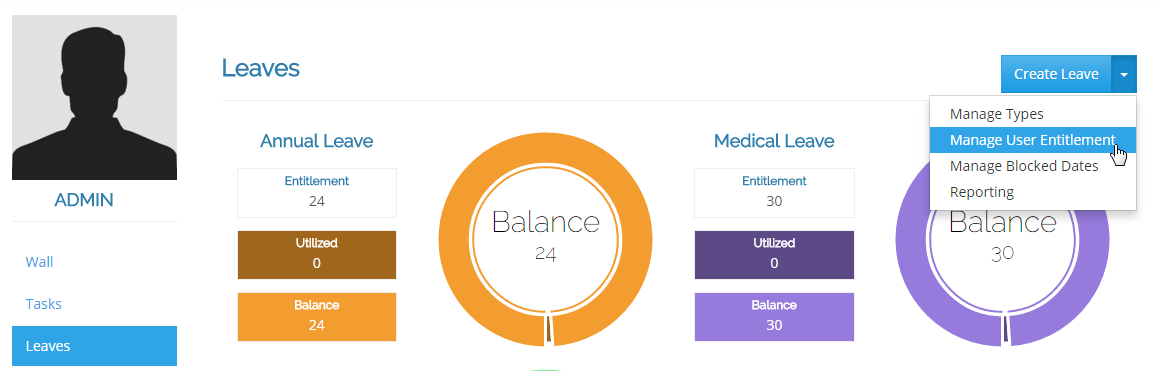 Leaves
Create Leave
Manage Types
Manage User Entitlement
Manage Blocked Dates
Reporting
ADMIN
Wall
Tasks
Leaves
Annual Leave
Entitlement
24
Utilized
0
Balance
24
Balance
24
Medical Leave
Entitlement
30
Utilized
0
Balance
30
Balance
30